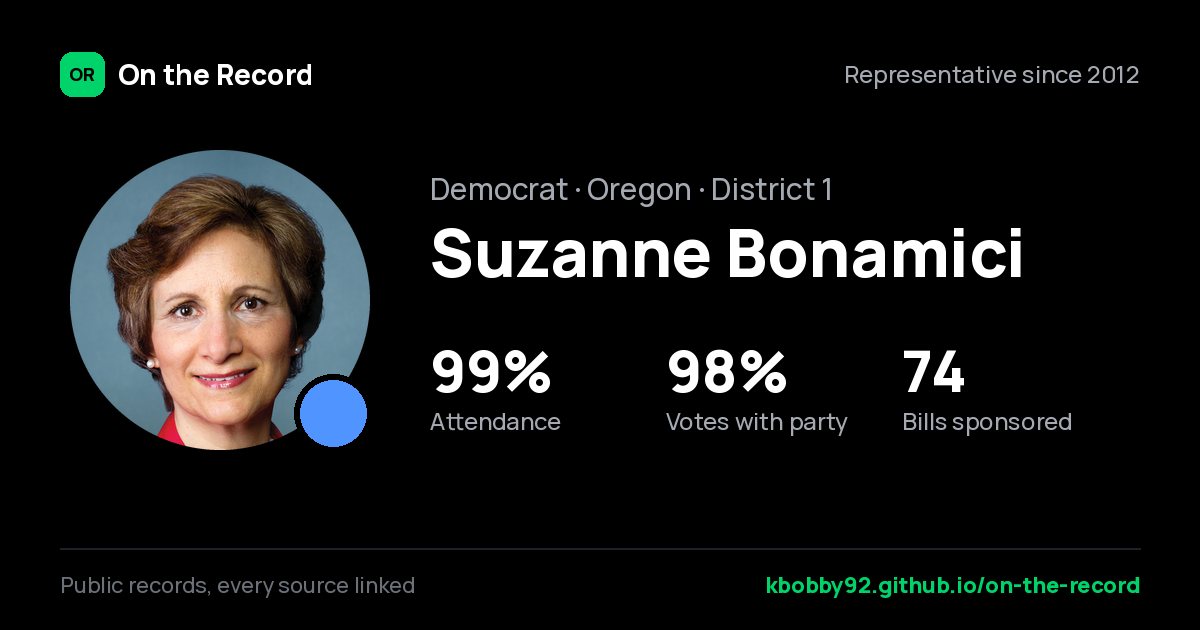 OR On the Record
Representative since 2012
Democrat · Oregon · District 1
Suzanne Bonamici
99% 98% 74
Attendance Votes with party Bills sponsored
Public records, every source linked
kbobby92.github.io/on-the-record